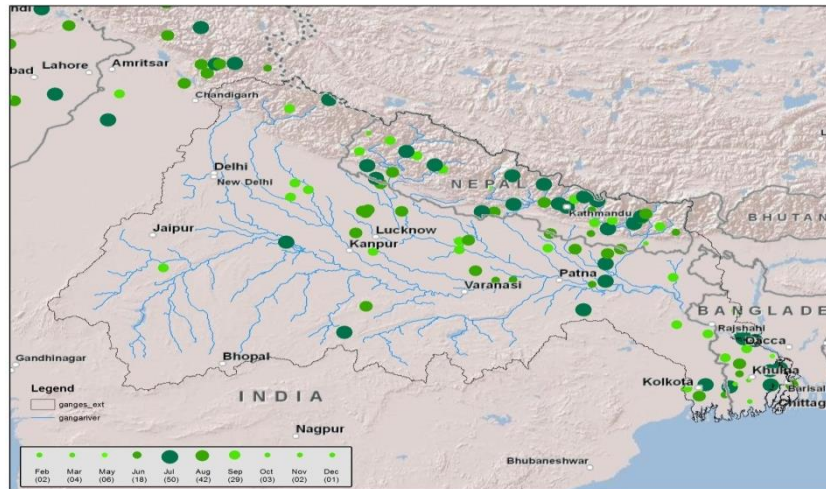 Lahore
Amritsar
Chandigarh
Delhi
New Delhi
NEPAL
Kathmandu
BHUTAN
Jaipur
Lucknow
Kanpur
Patna
Varanasi
BANGLADE
Rajshahi
Dacca
Gandhinagar
Bhopal
Khulna
Kolkota
Barisal
Chittag
INDIA
Nagpur
Bhubaneshwar
Legend
ganges_ext
gangariver
Feb Mar May Jun Jul Aug Sep Oct Nov Dec
(02) (04) (06) (18) (50) (42) (29) (03) (02) (01)